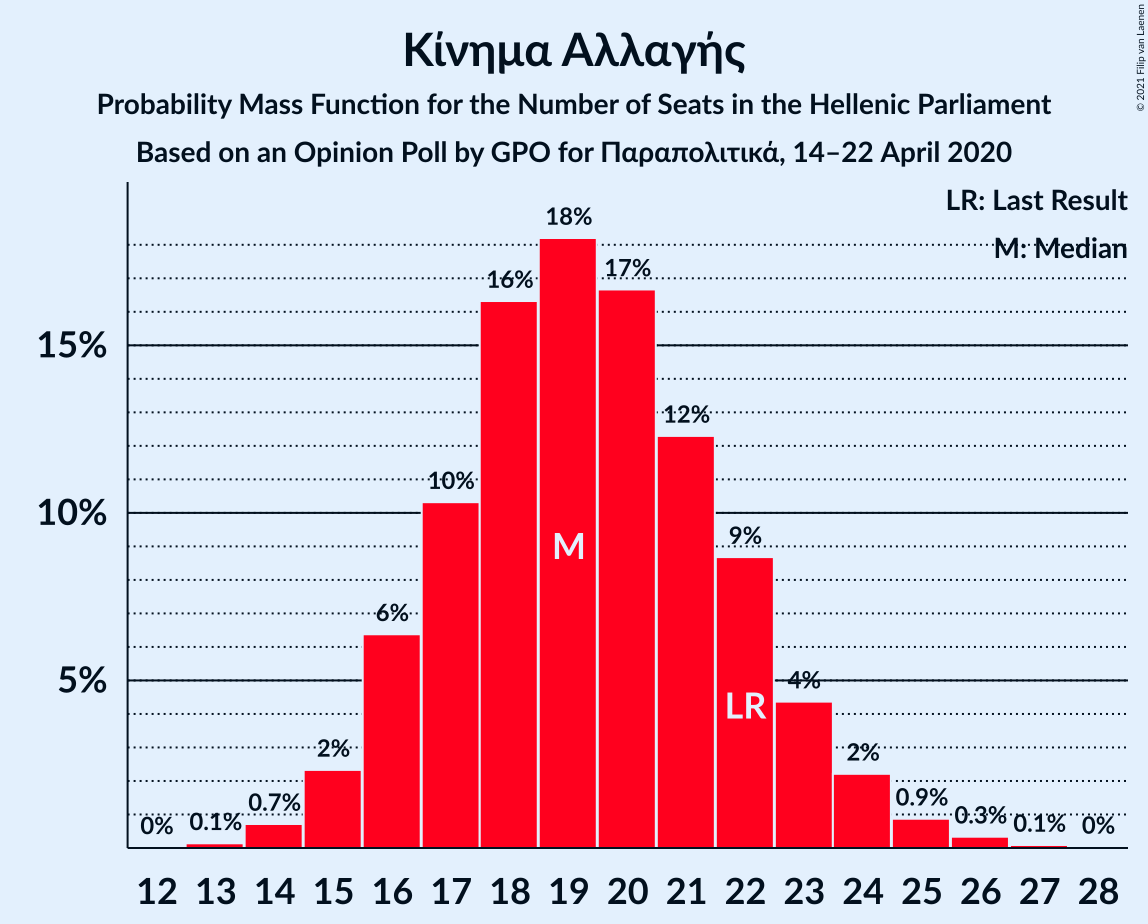 Κίνημα Αλλαγής
Probability Mass Function for the Number of Seats in the Hellenic Parliament
Based on an Opinion Poll by GPO for Παραπολιτικά, 14–22 April 2020
© 2021 Filip van Laenen
LR: Last Result
M: Median
15%
10%
5%
0%
0.1%
0.7%
2%
6%
10%
16%
18%
17%
12%
9%
4%
2%
0.9%
0.3%
0.1%
0%
M
LR
12 13 14 15 16 17 18 19 20 21 22 23 24 25 26 27 28